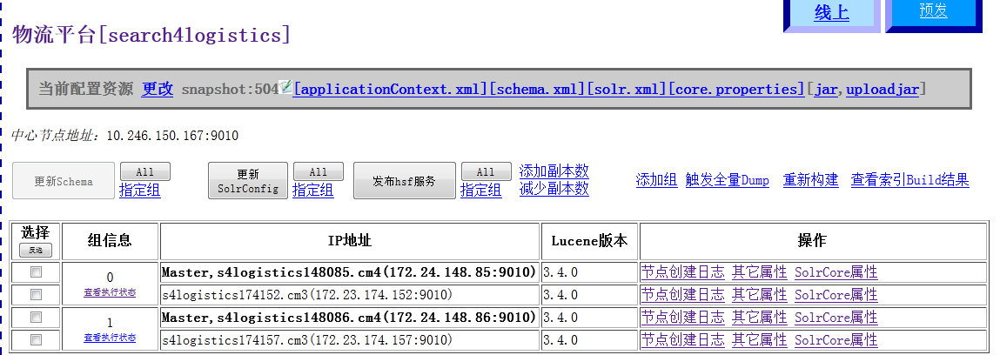 线上 预发
物流平台[search4logistics]
当前配置资源 更改 snapshot:504 [applicationContext.xml][schema.xml][solr.xml][core.properties][jar,uploadjar]
中心节点地址：10.246.150.167:9010
更新Schema All 指定组 更新 SolrConfig All 指定组 发布hsf服务 All 指定组 添加副本数 减少副本数 添加组 触发全量Dump 重新构建 查看索引Build结果
选择 反选 组信息 IP地址 Lucene版本 操作
0 查看执行状态
Master,s4logistics148085.cm4(172.24.148.85:9010) 3.4.0 节点创建日志 其它属性 SolrCore属性
s4logistics174152.cm3(172.23.174.152:9010) 3.4.0 节点创建日志 其它属性 SolrCore属性
1 查看执行状态
Master,s4logistics148086.cm4(172.24.148.86:9010) 3.4.0 节点创建日志 其它属性 SolrCore属性
s4logistics174157.cm3(172.23.174.157:9010) 3.4.0 节点创建日志 其它属性 SolrCore属性